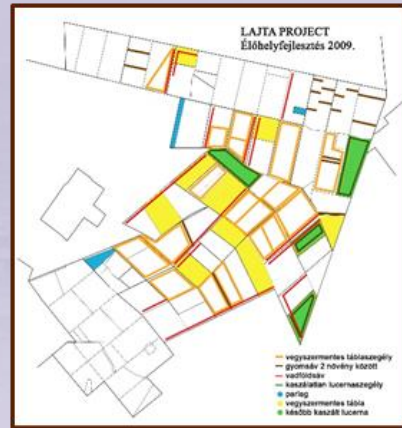 LAJTA PROJECT
Élőhelyfejlesztés 2009.
vegyszermentes táblaszegély
gyomsáv 2 növény között
vadföldsáv
kaszálatlan lucernaszegély
parlag
vegyszermentes tábla
később kaszált lucerna